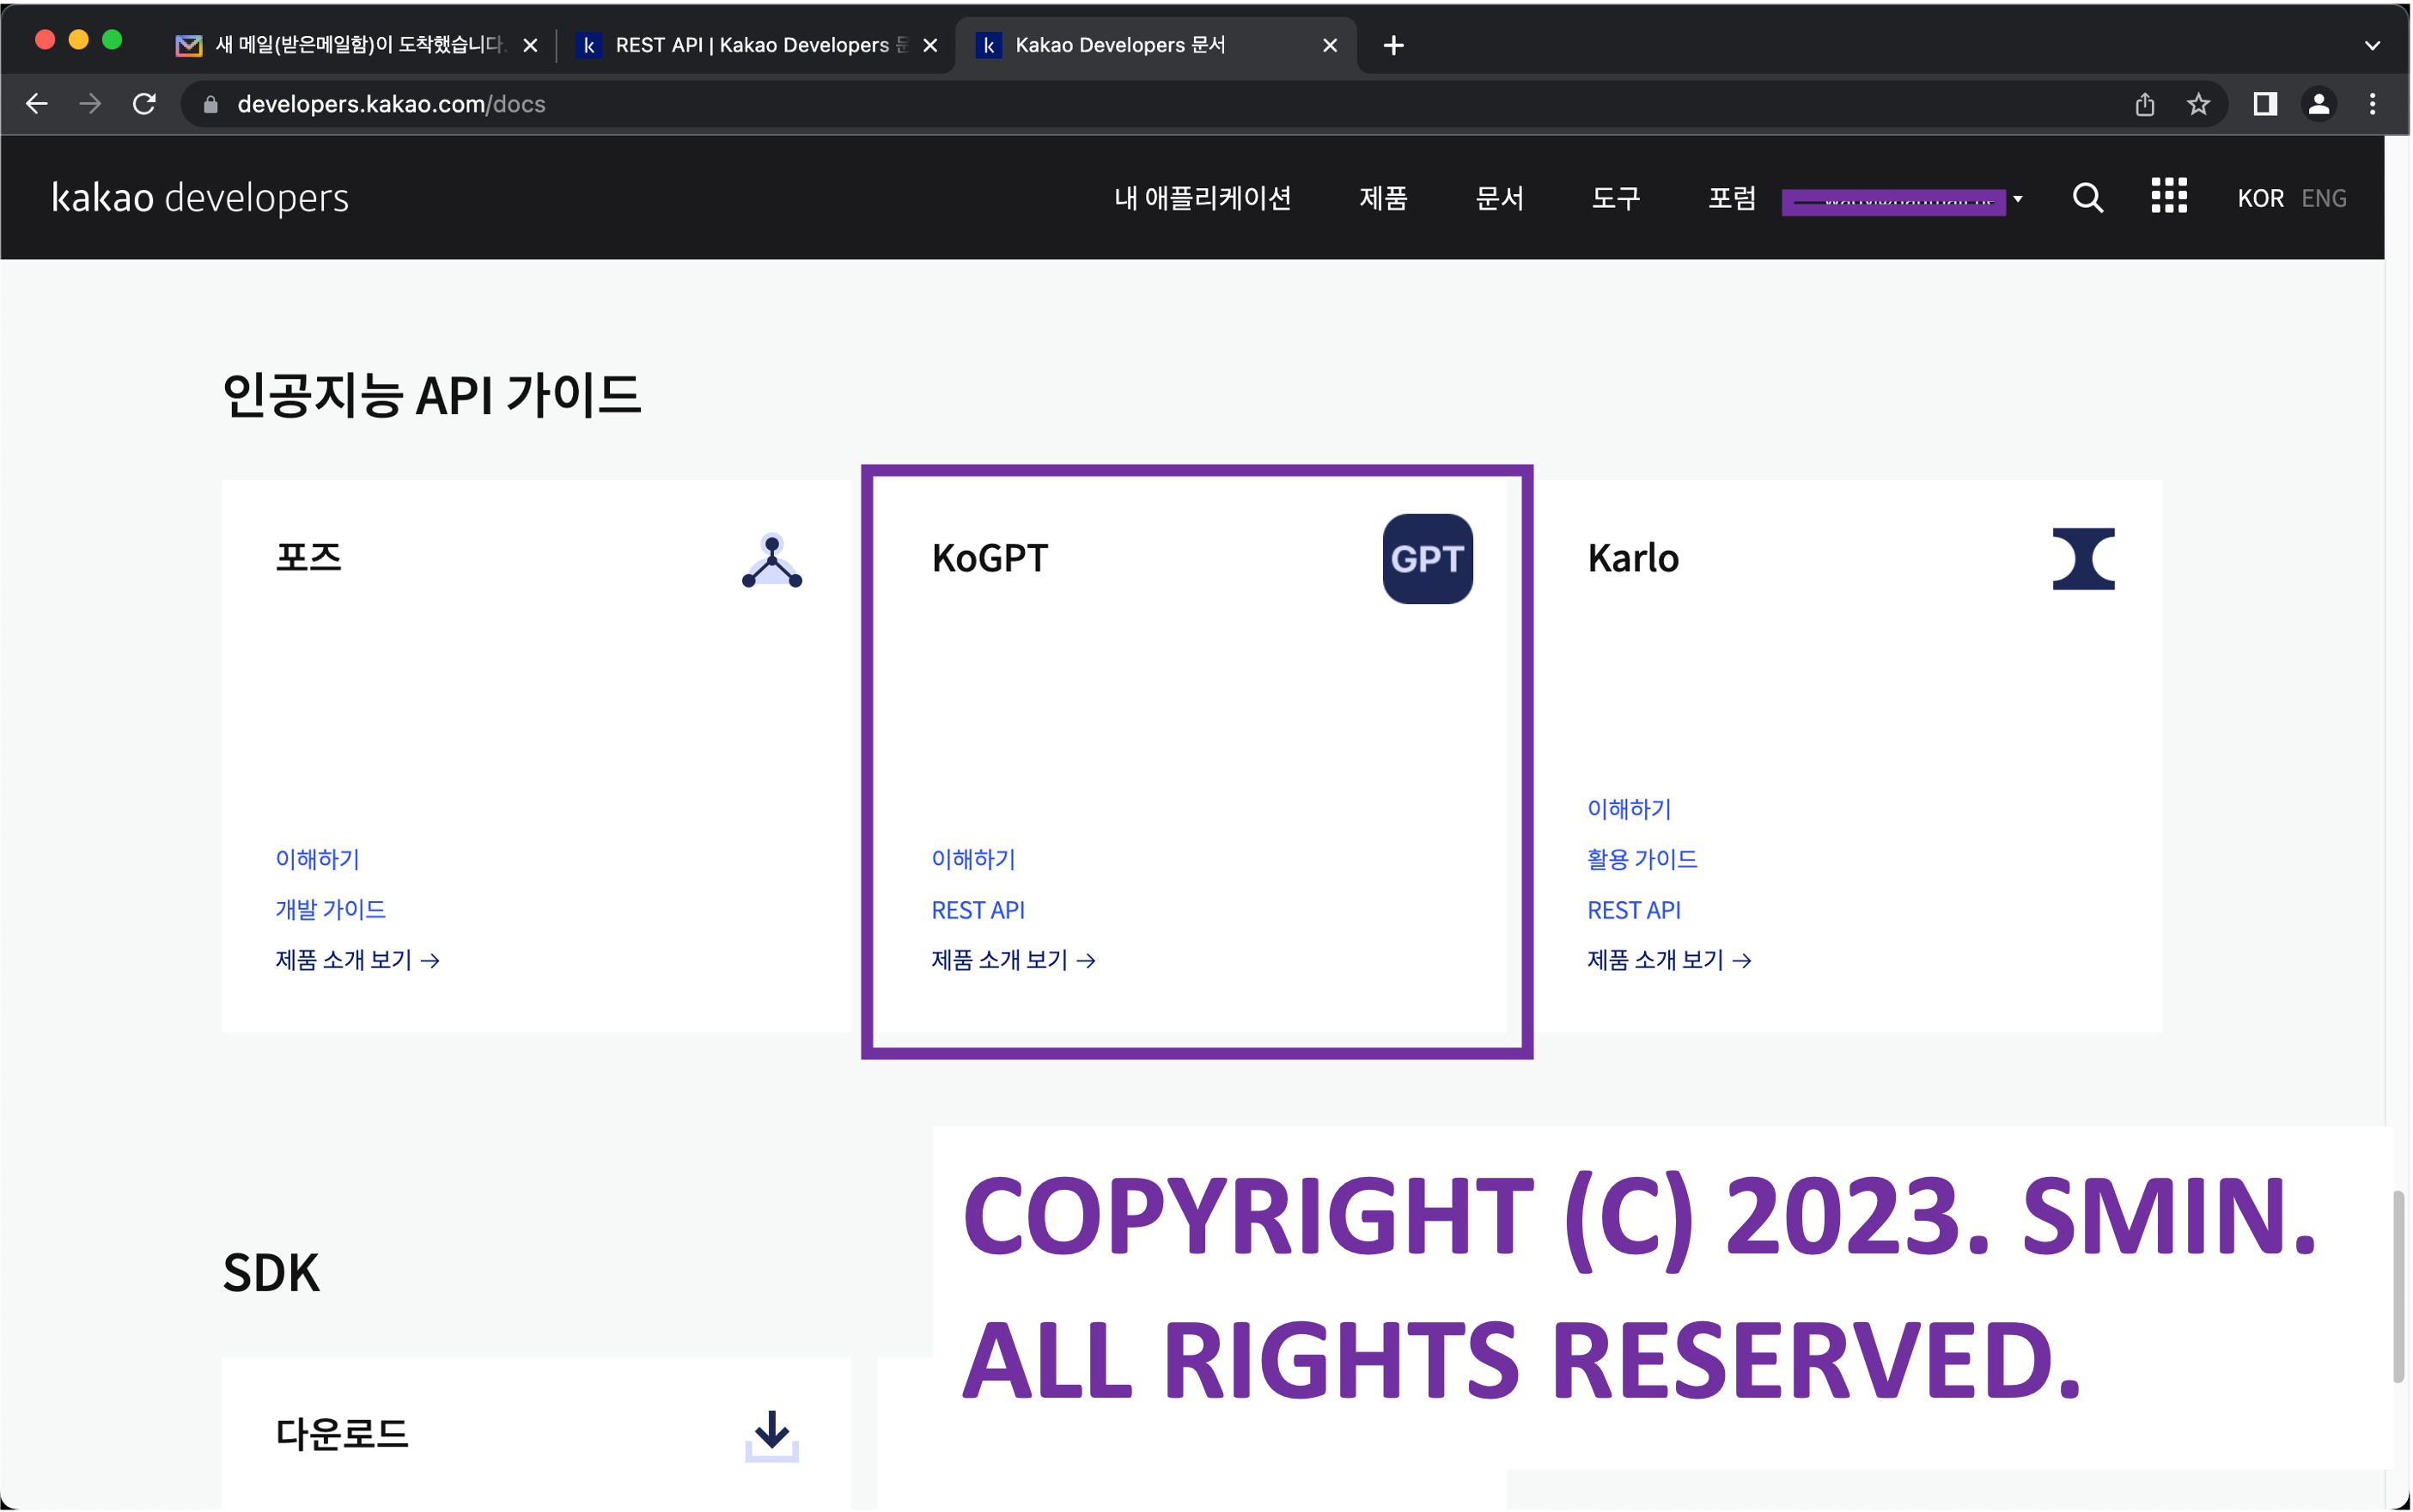 새 메일(받은메일함)이 도착했습니다.
REST API | Kakao Developers 문
Kakao Developers 문서
developers.kakao.com/docs
kakao developers
내 애플리케이션 제품 문서 도구 포럼 KOR ENG
인공지능 API 가이드
포즈
이해하기
개발 가이드
제품 소개 보기 →
KoGPT
GPT
이해하기
REST API
제품 소개 보기 →
Karlo
이해하기
활용 가이드
REST API
제품 소개 보기 →
COPYRIGHT (C) 2023. SMIN.
ALL RIGHTS RESERVED.
SDK
다운로드